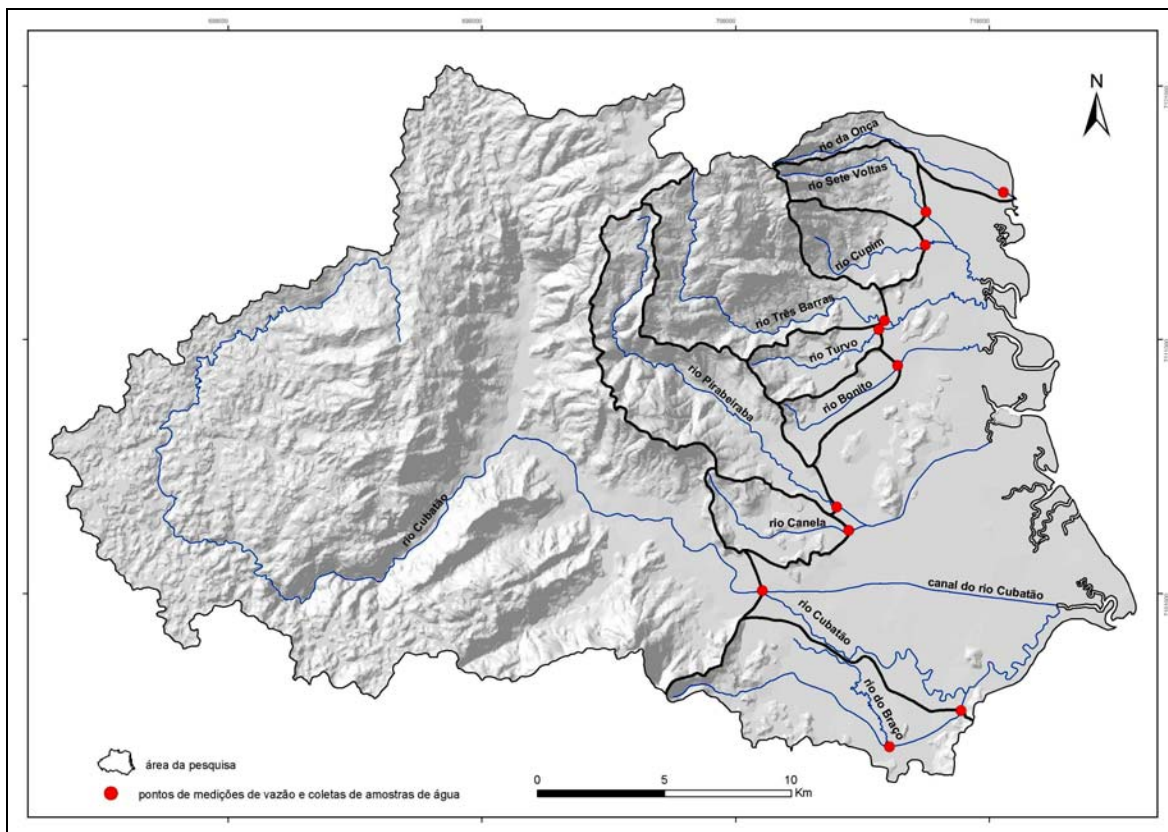 N
rio da Onça
rio Sete Voltas
rio Cupim
rio Três Barras
rio Turvo
rio Pirabeiraba
rio Bonito
rio Cubatão
rio Canela
canal do rio Cubatão
rio Cubatão
rio do Braço
área da pesquisa
pontos de medições de vazão e coletas de amostras de água
0 5 10
Km